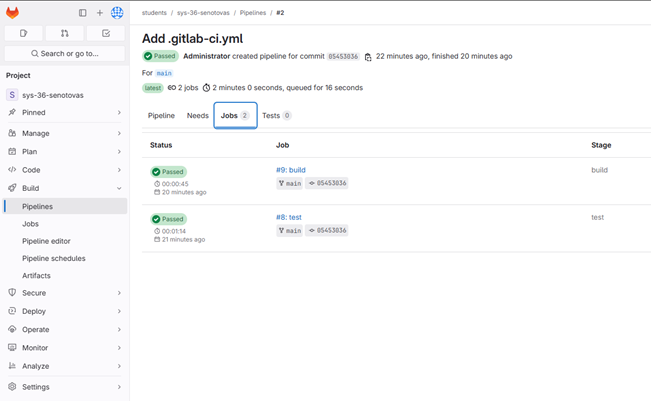 students / sys-36-senotovas / Pipelines / #2
Search or go to...
Project
S sys-36-senotovas
Pinned
Manage
Plan
Code
Build
Pipelines
Jobs
Pipeline editor
Pipeline schedules
Artifacts
Secure
Deploy
Operate
Monitor
Analyze
Settings
Add .gitlab-ci.yml
Passed Administrator created pipeline for commit 05453036 22 minutes ago, finished 20 minutes ago
For main
latest 2 jobs 2 minutes 0 seconds, queued for 16 seconds
Pipeline Needs Jobs 2 Tests 0
Status Job Stage
Passed #9: build build
00:00:45 main 05453036
20 minutes ago
Passed #8: test test
00:01:14 main 05453036
21 minutes ago